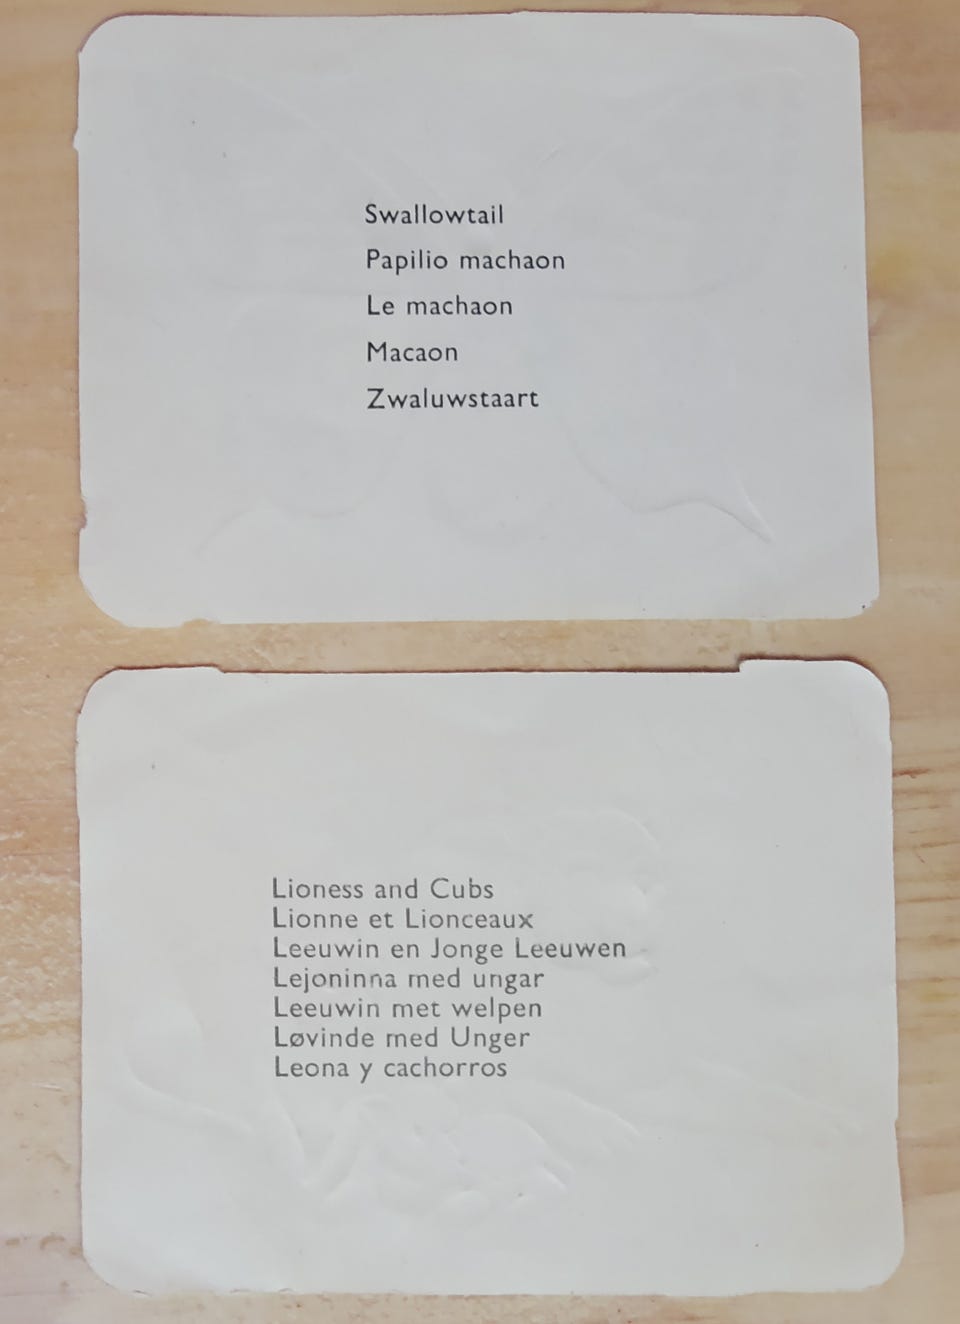 Swallowtail
Papilio machaon
Le machaon
Macaon
Zwaluwstaart
Lioness and Cubs
Lionne et Lionceaux
Leeuwin en Jonge Leeuwen
Lejoninna med ungar
Leeuwin met welpen
Løvinde med Unger
Leona y cachorros